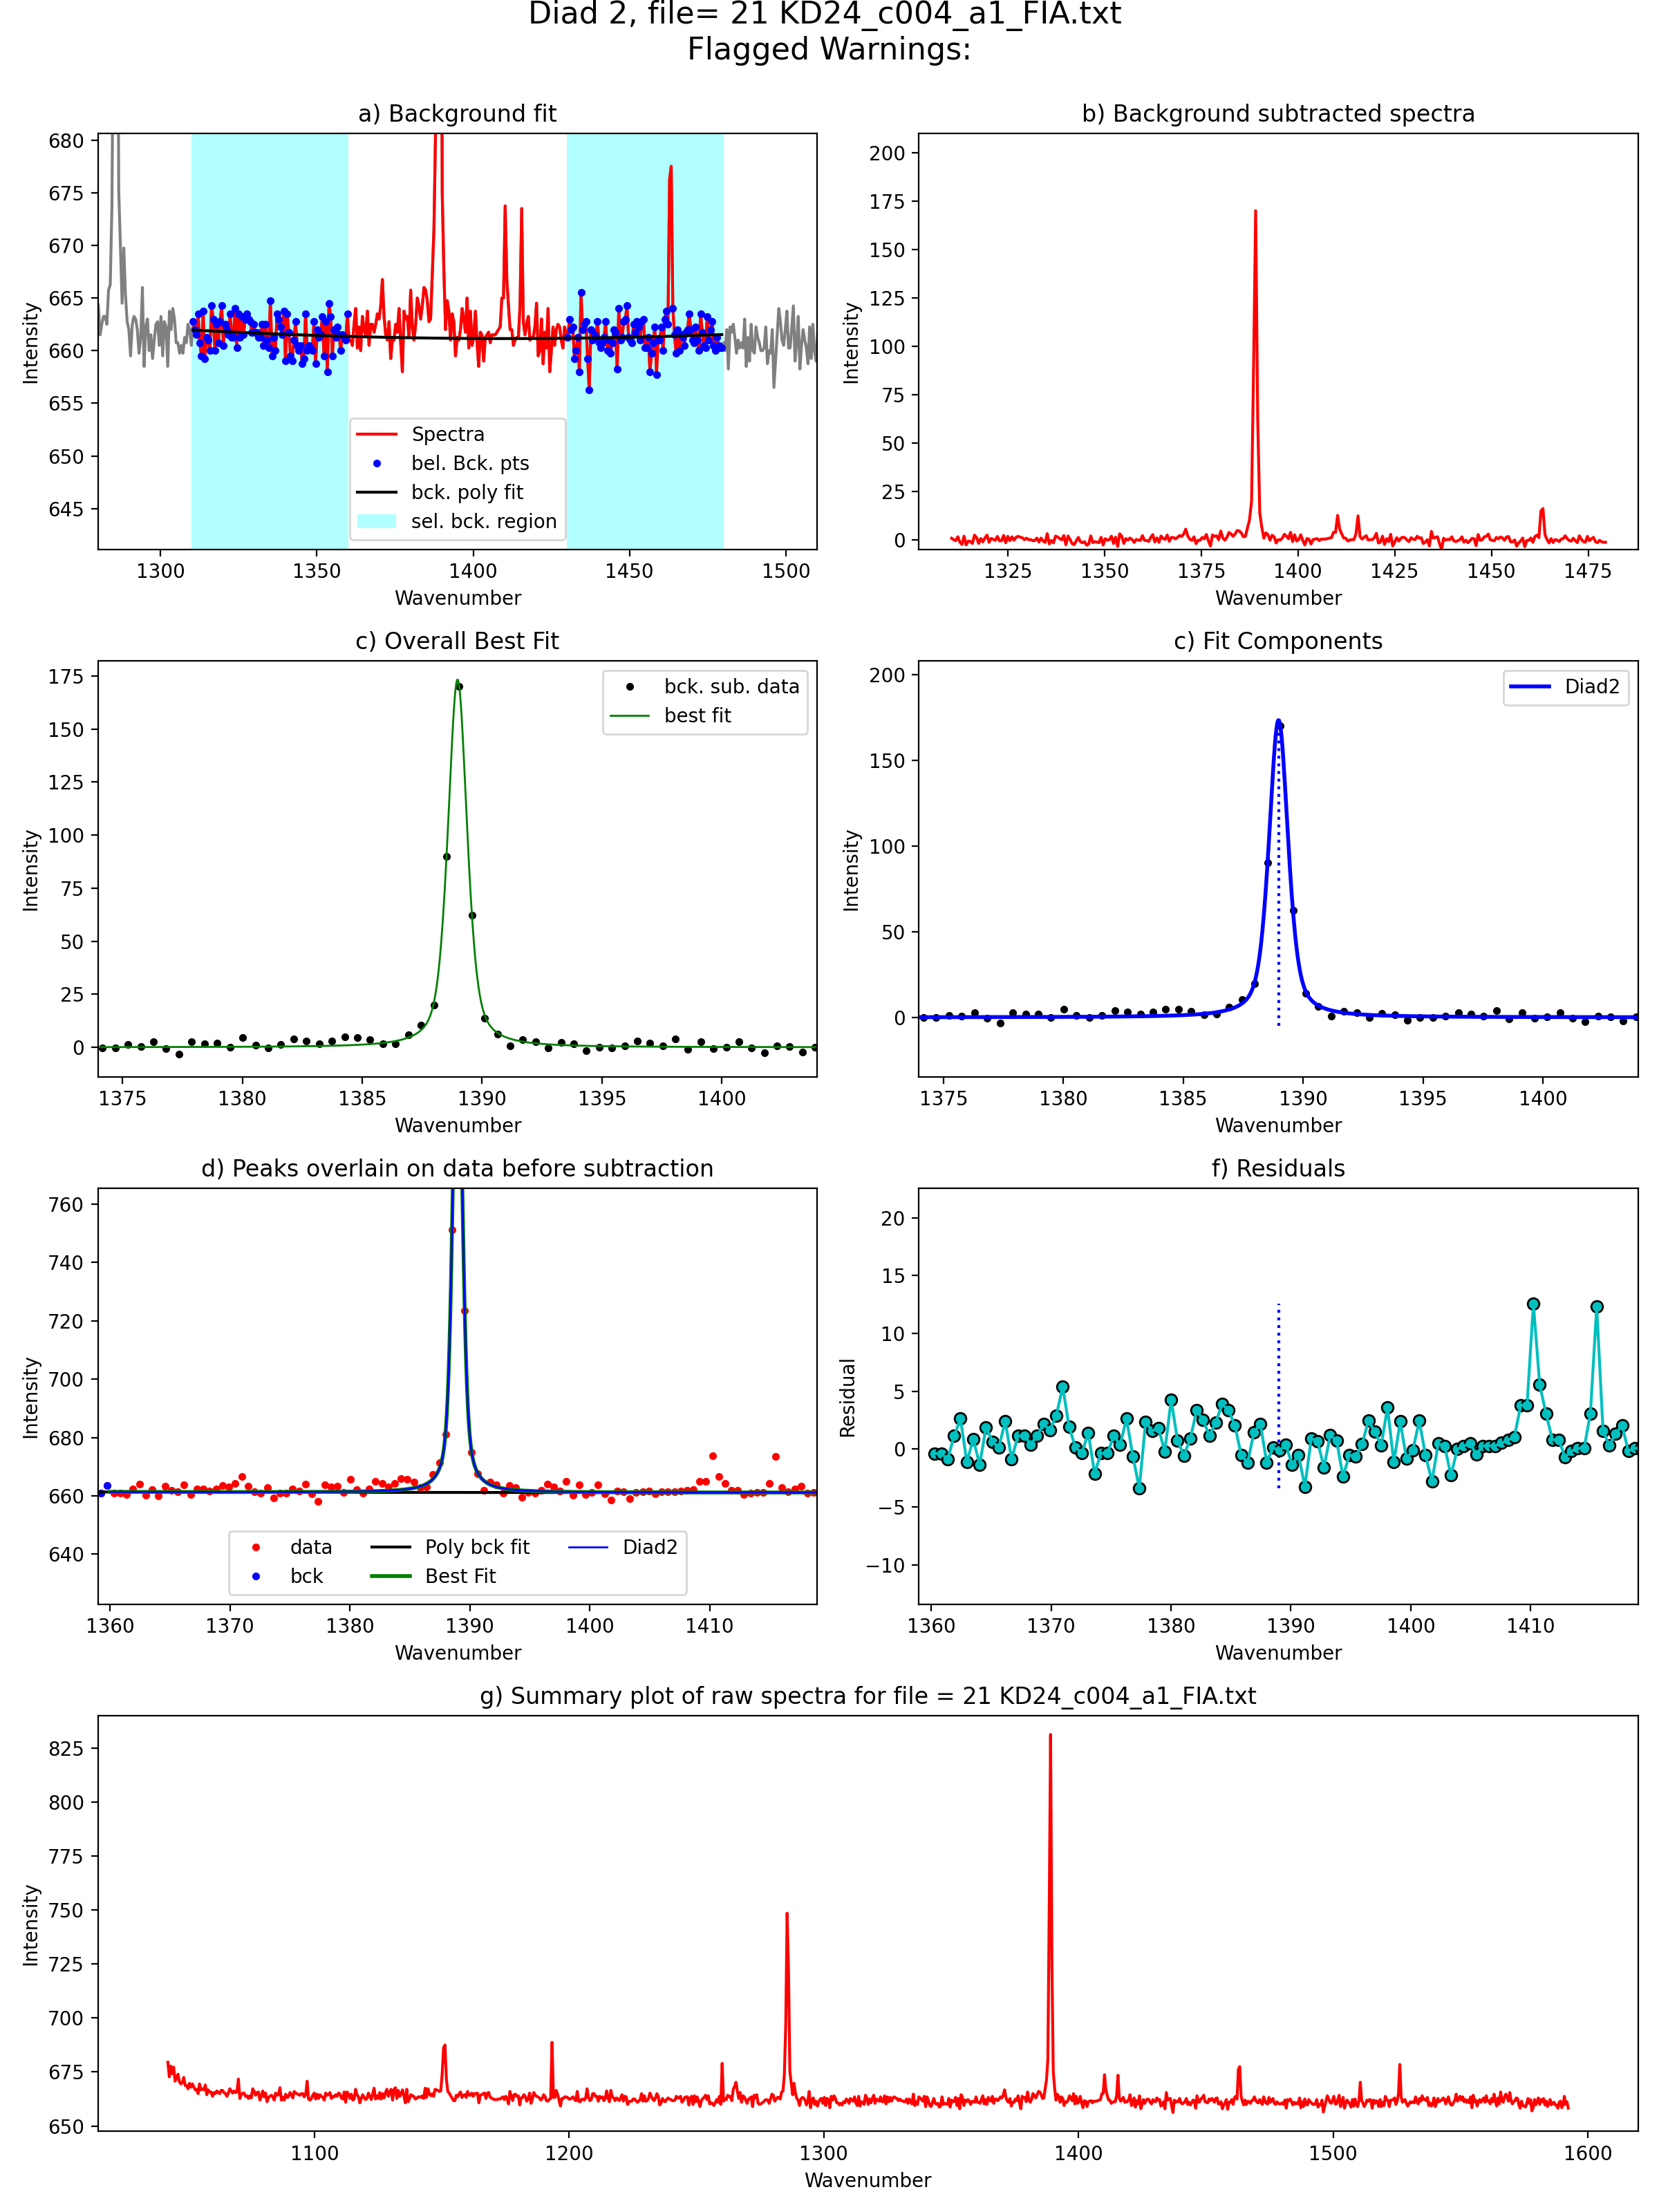 Diad 2, file= 21 KD24_c004_a1_FIA.txt
Flagged Warnings:
a) Background fit
680
675
670
665
660
655
650
645
Intensity
Spectra
bel. Bck. pts
bck. poly fit
sel. bck. region
1300 1350 1400 1450 1500
Wavenumber
b) Background subtracted spectra
200
175
150
125
100
75
50
25
0
Intensity
1325 1350 1375 1400 1425 1450 1475
Wavenumber
c) Overall Best Fit
175
150
125
100
75
50
25
0
Intensity
bck. sub. data
best fit
1375 1380 1385 1390 1395 1400
Wavenumber
c) Fit Components
200
150
100
50
0
Intensity
Diad2
1375 1380 1385 1390 1395 1400
Wavenumber
d) Peaks overlain on data before subtraction
760
740
720
700
680
660
640
Intensity
data
bck
Poly bck fit
Best Fit
Diad2
1360 1370 1380 1390 1400 1410
Wavenumber
f) Residuals
20
15
10
5
0
−5
−10
Residual
1360 1370 1380 1390 1400 1410
Wavenumber
g) Summary plot of raw spectra for file = 21 KD24_c004_a1_FIA.txt
825
800
775
750
725
700
675
650
Intensity
1100 1200 1300 1400 1500 1600
Wavenumber